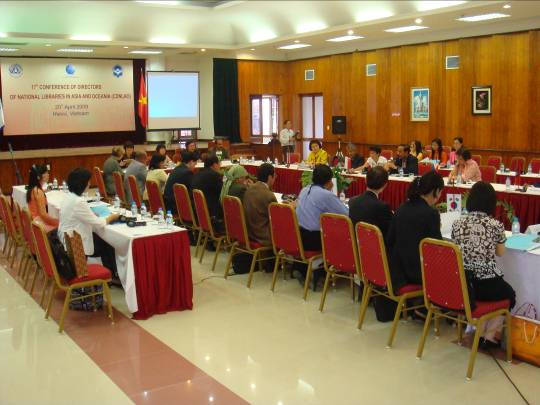 17th CONFERENCE OF DIRECTORS
OF NATIONAL LIBRARIES IN ASIA AND OCEANIA (CDNLAO)
20th April 2009
Hanoi, Vietnam